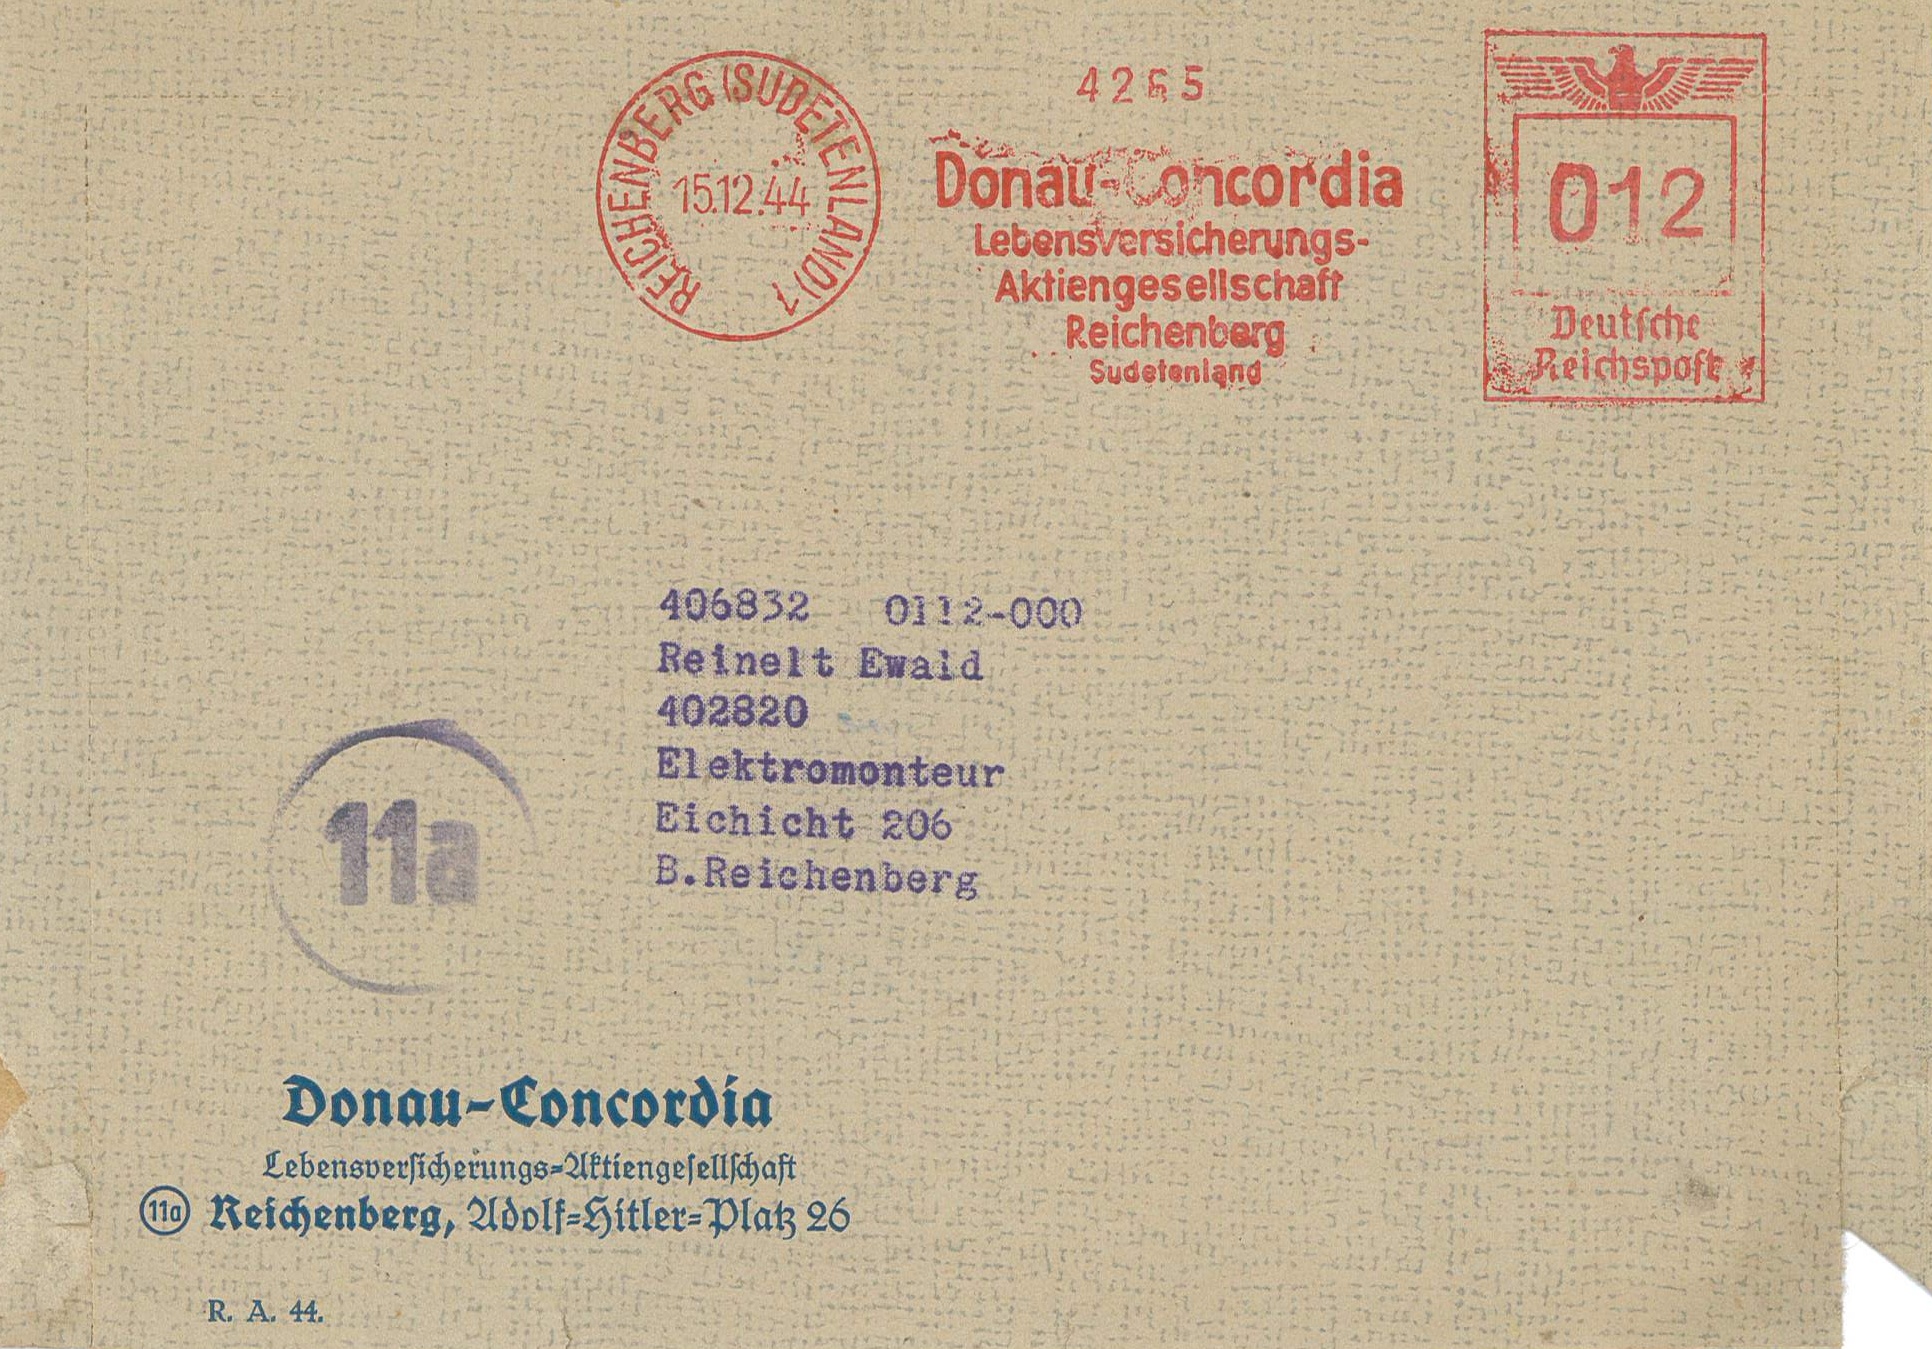 REICHENBERG (SUDETENLAND) 1
15.12.44
4265
Donau-Concordia
Lebensversicherungs-
Aktiengesellschaft
Reichenberg
Sudetenland
012
Deutsche
Reichspost
406832 0112-000
Reinelt Ewald
402820
Elektromonteur
Eichicht 206
B.Reichenberg
11a
Donau-Concordia
Lebensversicherungs-Aktiengesellschaft
11a Reichenberg, Adolf-Hitler-Platz 26
R. A. 44.